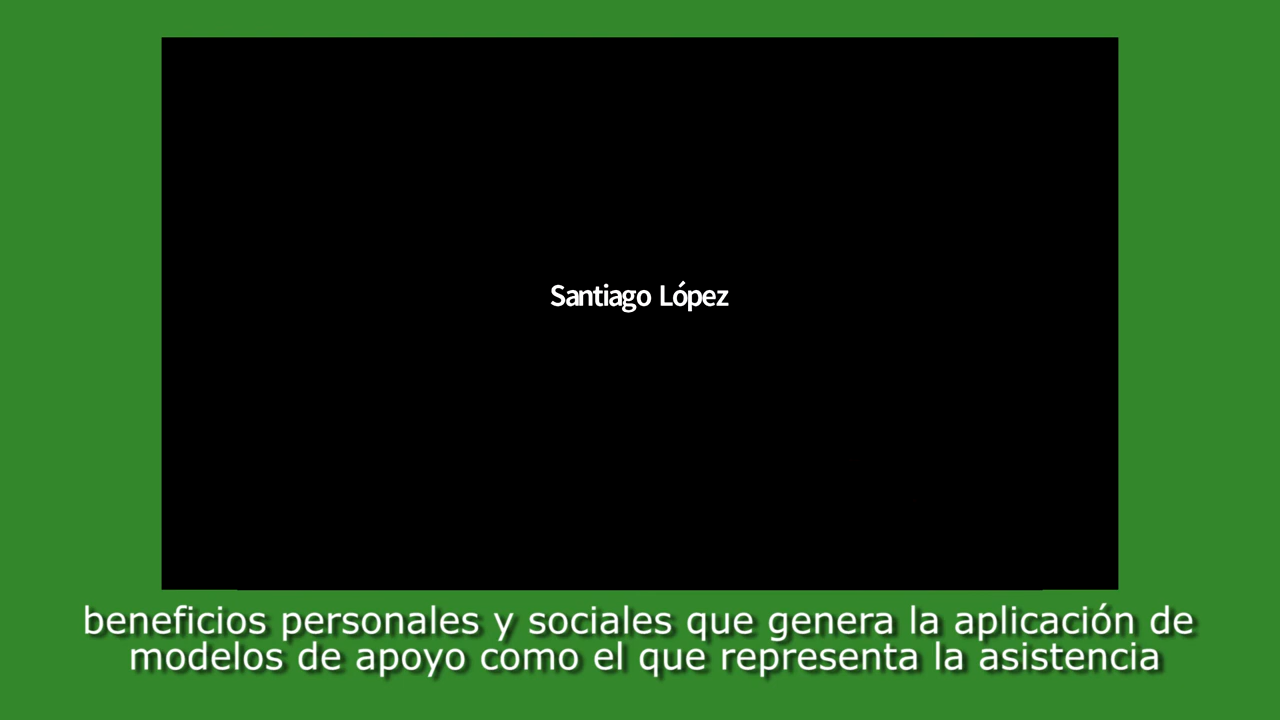 Santiago López
beneficios personales y sociales que genera la aplicación de
modelos de apoyo como el que representa la asistencia